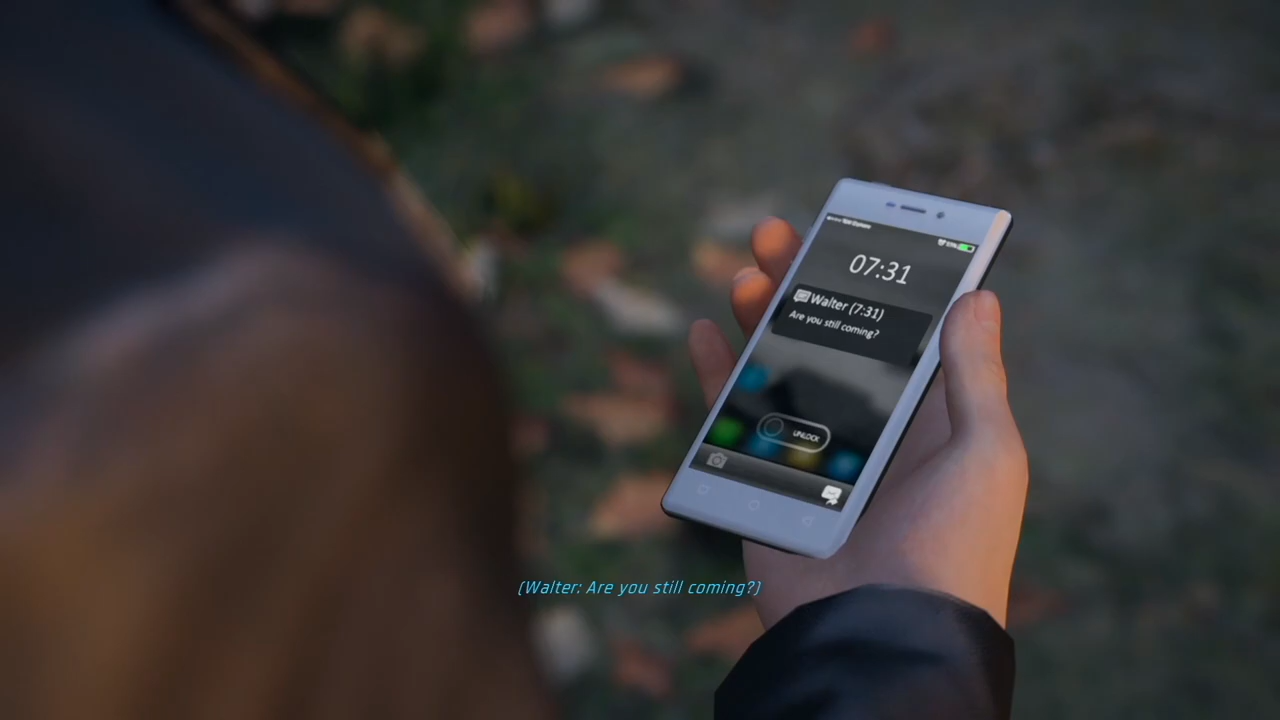 07:31
Walter (7:31)
Are you still coming?
UNLOCK
(Walter: Are you still coming?)